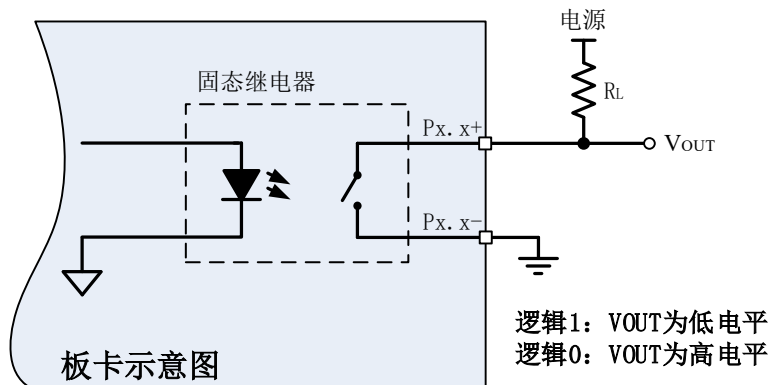 电源
固态继电器
RL
Px.x+
VOUT
Px.x-
逻辑1：VOUT为低电平
逻辑0：VOUT为高电平
板卡示意图